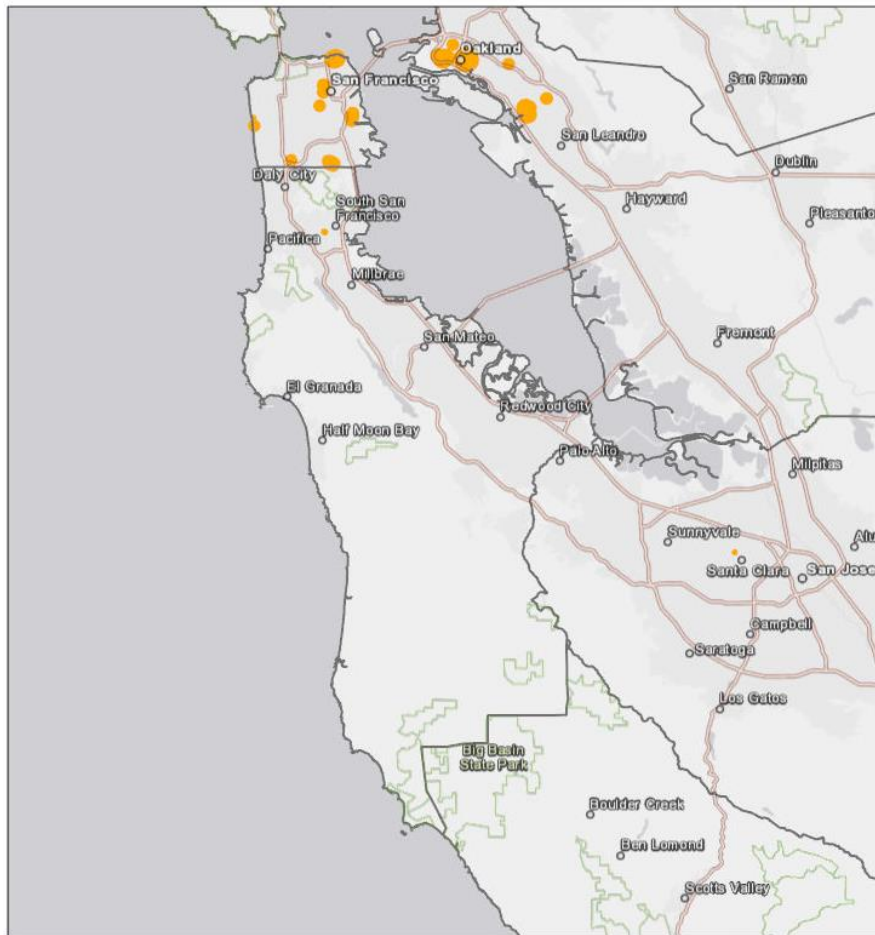 Oakland
San Francisco
San Ramon
San Leandro
Dublin
Daly City
South San
Francisco
Hayward
Pleasanto
Pacifica
Millbrae
San Mateo
Fremont
El Granada
Redwood City
Half Moon Bay
Palo Alto
Milpitas
Sunnyvale
Alu
Santa Clara
San Jose
Campbell
Saratoga
Los Gatos
Big Basin
State Park
Boulder Creek
Ben Lomond
Scotts Valley